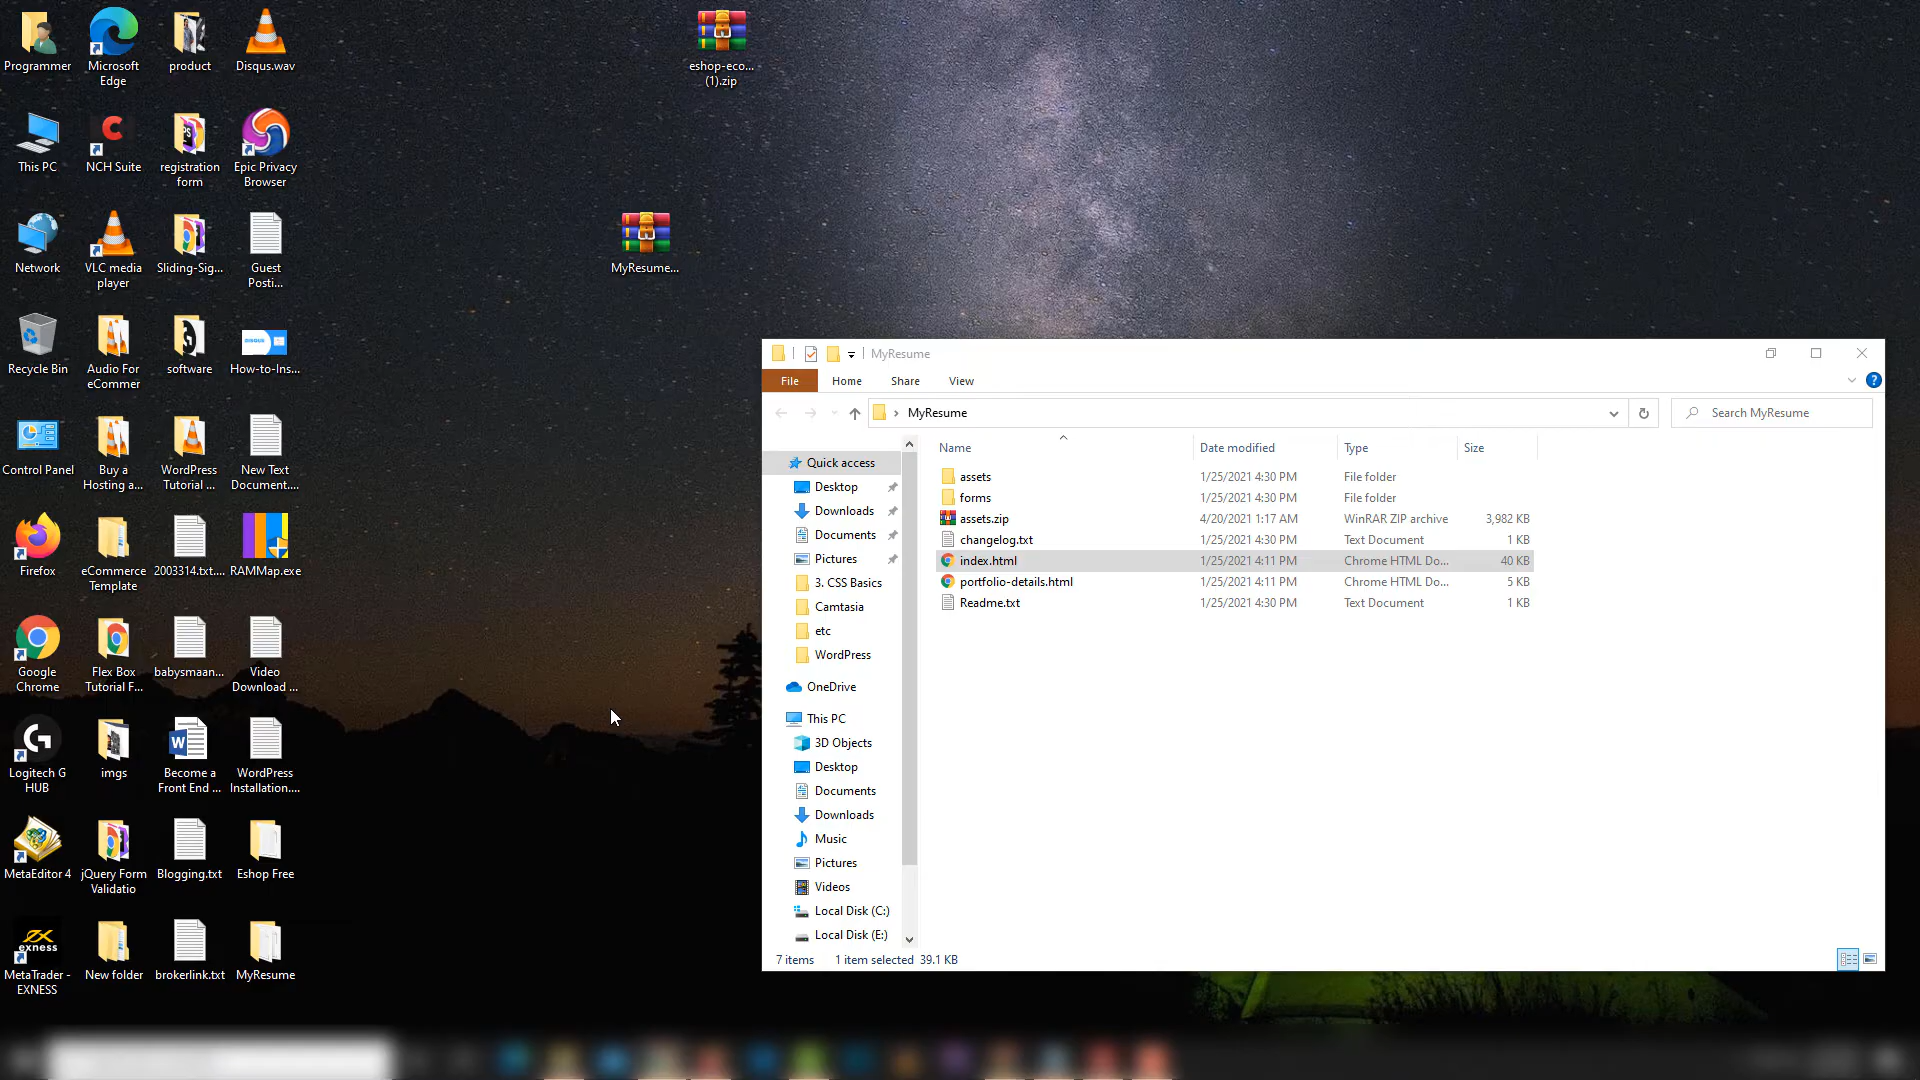 Programmer
Microsoft
Edge
product
Disqus.wav
eshop-eco...
(1).zip
This PC
NCH Suite
registration
form
Epic Privacy
Browser
Network
VLC media
player
Sliding-Sig...
Guest
Posti...
MyResume...
Recycle Bin
Audio For
eCommer
software
How-to-Ins...
DISQUS
Control Panel
Buy a
Hosting a...
WordPress
Tutorial ...
New Text
Document....
Firefox
eCommerce
Template
2003314.txt....
RAMMap.exe
Google
Chrome
Flex Box
Tutorial F...
babysmaan...
Video
Download ...
Logitech G
HUB
imgs
Become a
Front End ...
WordPress
Installation....
MetaEditor 4
jQuery Form
Validatio
Blogging.txt
Eshop Free
exness
MetaTrader -
EXNESS
New folder
brokerlink.txt
MyResume
MyResume
File Home Share View
MyResume
Search MyResume
Name Date modified Type Size
assets 1/25/2021 4:30 PM File folder
forms 1/25/2021 4:30 PM File folder
assets.zip 4/20/2021 1:17 AM WinRAR ZIP archive 3,982 KB
changelog.txt 1/25/2021 4:30 PM Text Document 1 KB
index.html 1/25/2021 4:11 PM Chrome HTML Do... 40 KB
portfolio-details.html 1/25/2021 4:11 PM Chrome HTML Do... 5 KB
Readme.txt 1/25/2021 4:30 PM Text Document 1 KB
Quick access
Desktop
Downloads
Documents
Pictures
3. CSS Basics
Camtasia
etc
WordPress
OneDrive
This PC
3D Objects
Desktop
Documents
Downloads
Music
Pictures
Videos
Local Disk (C:)
Local Disk (E:)
7 items 1 item selected 39.1 KB